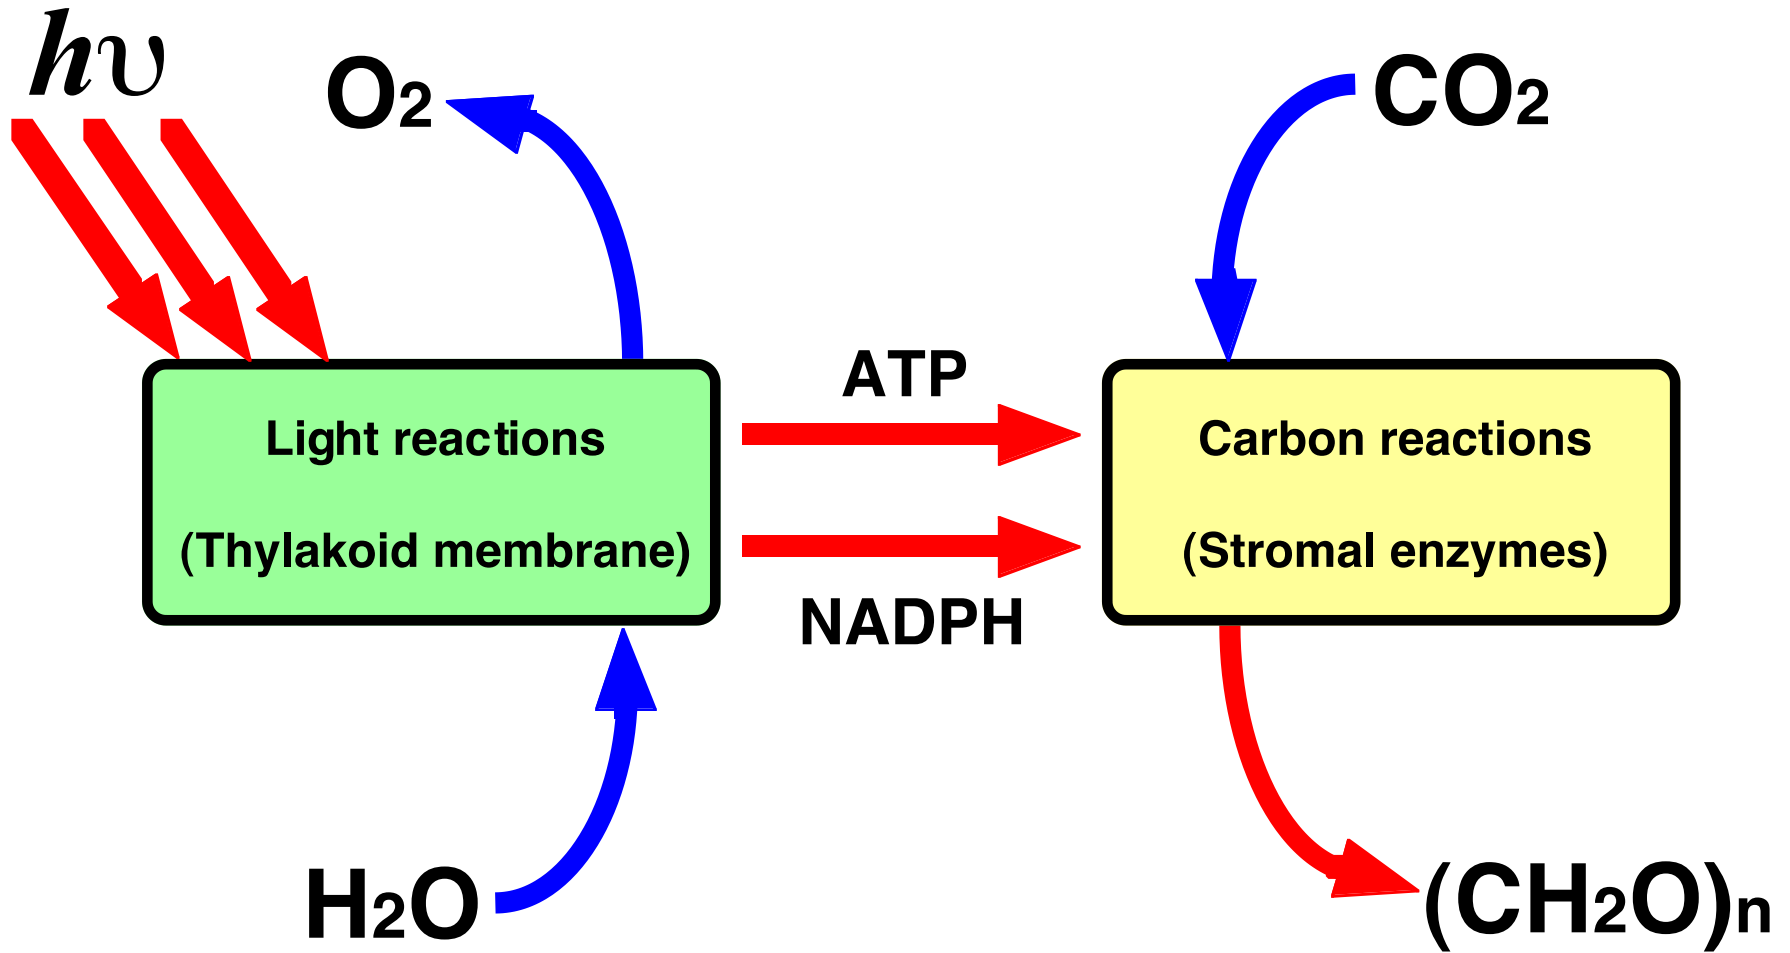 hυ
O2
CO2
ATP
Light reactions
(Thylakoid membrane)
Carbon reactions
(Stromal enzymes)
NADPH
H2O
(CH2O)n